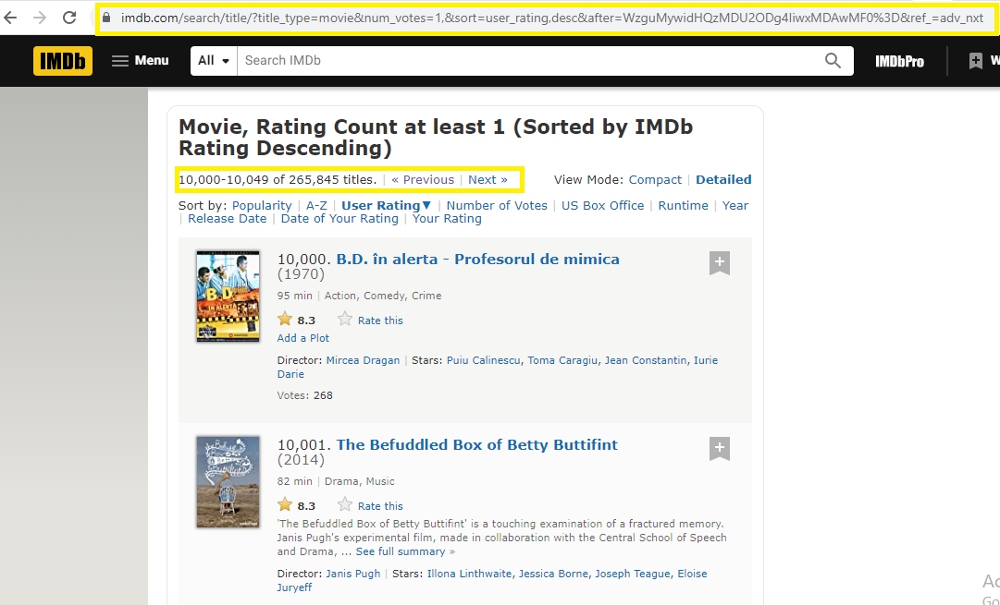 imdb.com/search/title/?title_type=movie&num_votes=1,&sort=user_rating,desc&after=WzguMywidHQzMDU2ODg4IiwxMDAwMF0%3D&ref_=adv_nxt
IMDb Menu All Search IMDb IMDbPro W
Movie, Rating Count at least 1 (Sorted by IMDb
Rating Descending)
10,000-10,049 of 265,845 titles. | « Previous | Next » View Mode: Compact | Detailed
Sort by: Popularity | A-Z | User Rating▼ | Number of Votes | US Box Office | Runtime | Year
| Release Date | Date of Your Rating | Your Rating
10,000. B.D. în alerta - Profesorul de mimica
(1970)
95 min | Action, Comedy, Crime
8.3 Rate this
Add a Plot
Director: Mircea Dragan | Stars: Puiu Calinescu, Toma Caragiu, Jean Constantin, Iurie
Darie
Votes: 268
10,001. The Befuddled Box of Betty Buttifint
(2014)
82 min | Drama, Music
8.3 Rate this
'The Befuddled Box of Betty Buttifint' is a touching examination of a fractured memory.
Janis Pugh's experimental film, made in collaboration with the Central School of Speech
and Drama, ... See full summary »
Director: Janis Pugh | Stars: Illona Linthwaite, Jessica Borne, Joseph Teague, Eloise
Juryeff
Ac
Go